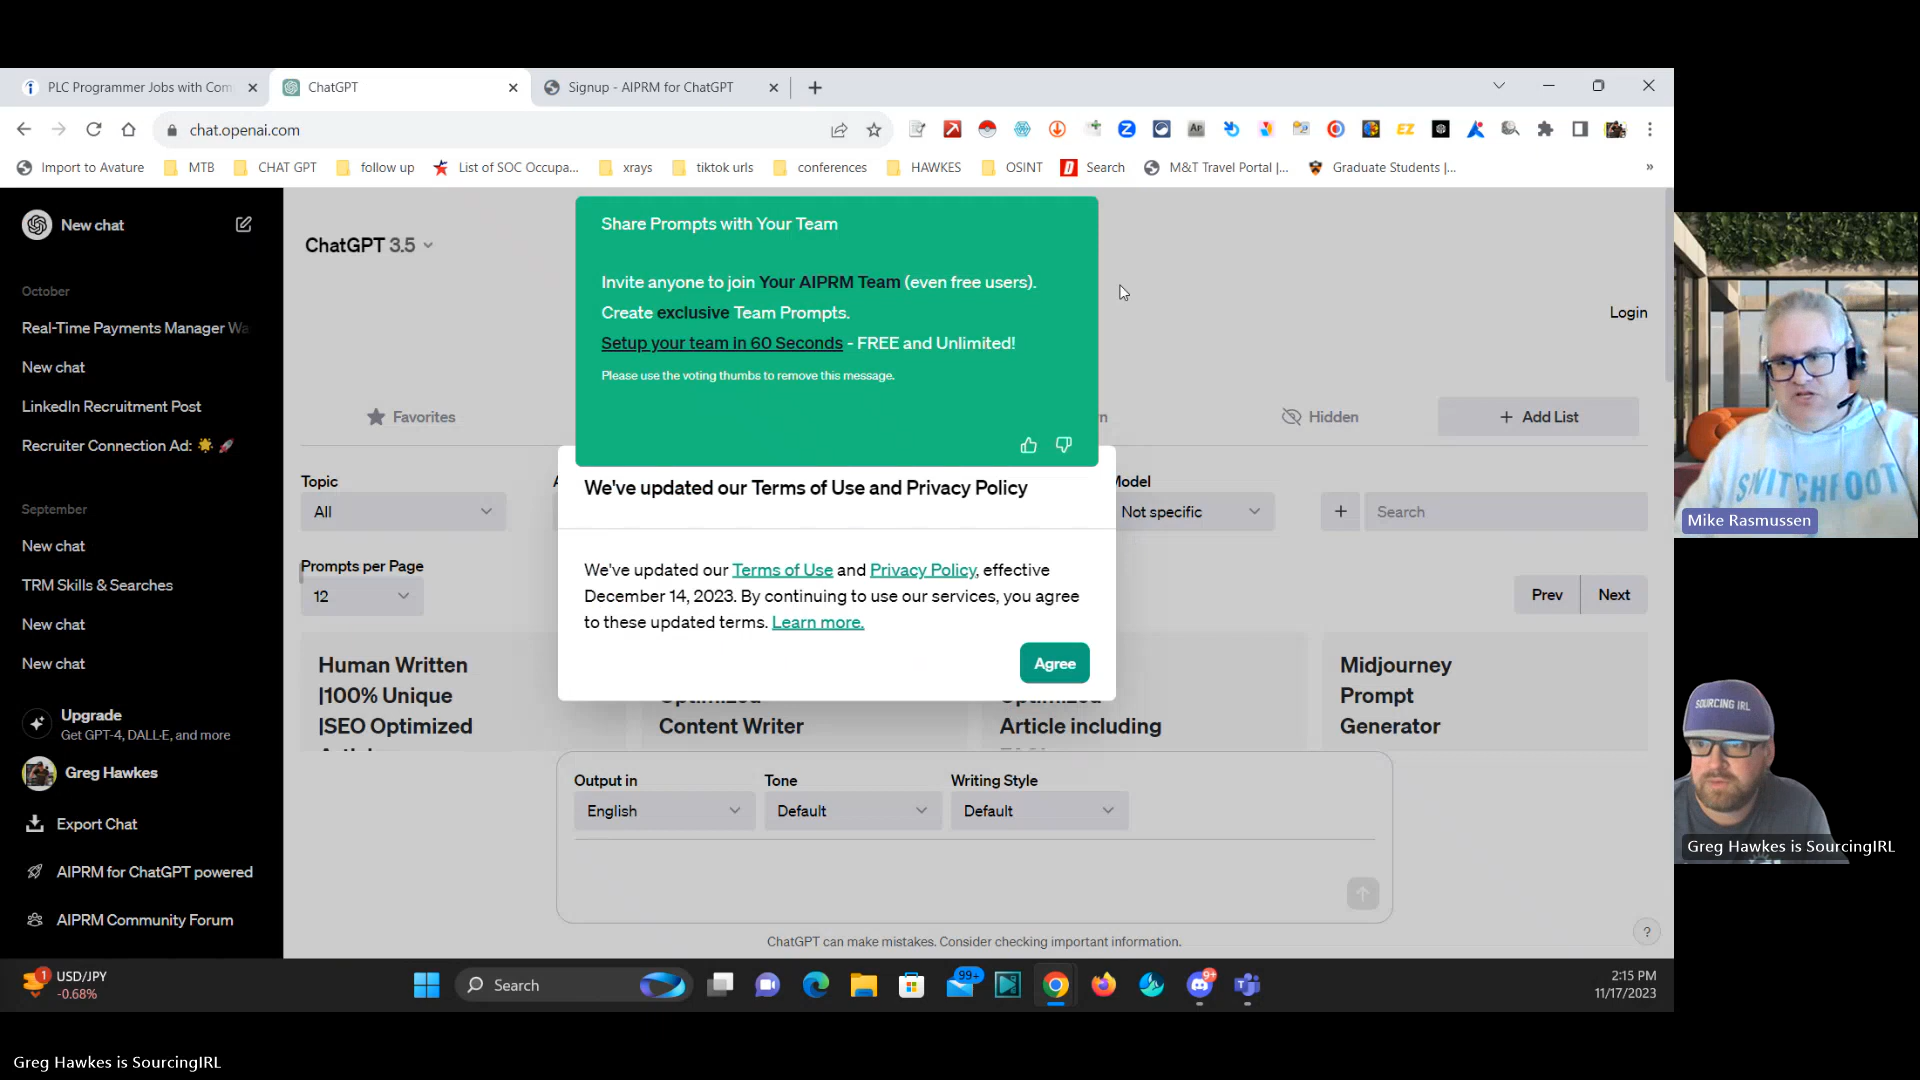 PLC Programmer Jobs with Com
ChatGPT
Signup - AIPRM for ChatGPT
chat.openai.com
Import to Avature
MTB
CHAT GPT
follow up
List of SOC Occupa...
xrays
tiktok urls
conferences
HAWKES
OSINT
Search
M&T Travel Portal |...
Graduate Students |...
New chat
October
Real-Time Payments Manager Wa
New chat
LinkedIn Recruitment Post
Recruiter Connection Ad: 🌟 🚀
September
New chat
TRM Skills & Searches
New chat
New chat
Upgrade
Get GPT-4, DALL·E, and more
Greg Hawkes
Export Chat
AIPRM for ChatGPT powered
AIPRM Community Forum
ChatGPT 3.5
Share Prompts with Your Team
Invite anyone to join Your AIPRM Team (even free users).
Create exclusive Team Prompts.
Setup your team in 60 Seconds - FREE and Unlimited!
Please use the voting thumbs to remove this message.
Login
Favorites
Hidden
+ Add List
Topic
All
Model
Not specific
+
Search
Prompts per Page
12
Prev
Next
We've updated our Terms of Use and Privacy Policy
We've updated our Terms of Use and Privacy Policy, effective
December 14, 2023. By continuing to use our services, you agree
to these updated terms. Learn more.
Agree
Human Written
|100% Unique
|SEO Optimized
Optimized
Content Writer
Optimized
Article including
Midjourney
Prompt
Generator
Output in
English
Tone
Default
Writing Style
Default
ChatGPT can make mistakes. Consider checking important information.
?
1
USD/JPY
-0.68%
Search
99+
9+
2:15 PM
11/17/2023
SWITCHFOOT
Mike Rasmussen
SOURCING IRL
Greg Hawkes is SourcingIRL
Greg Hawkes is SourcingIRL